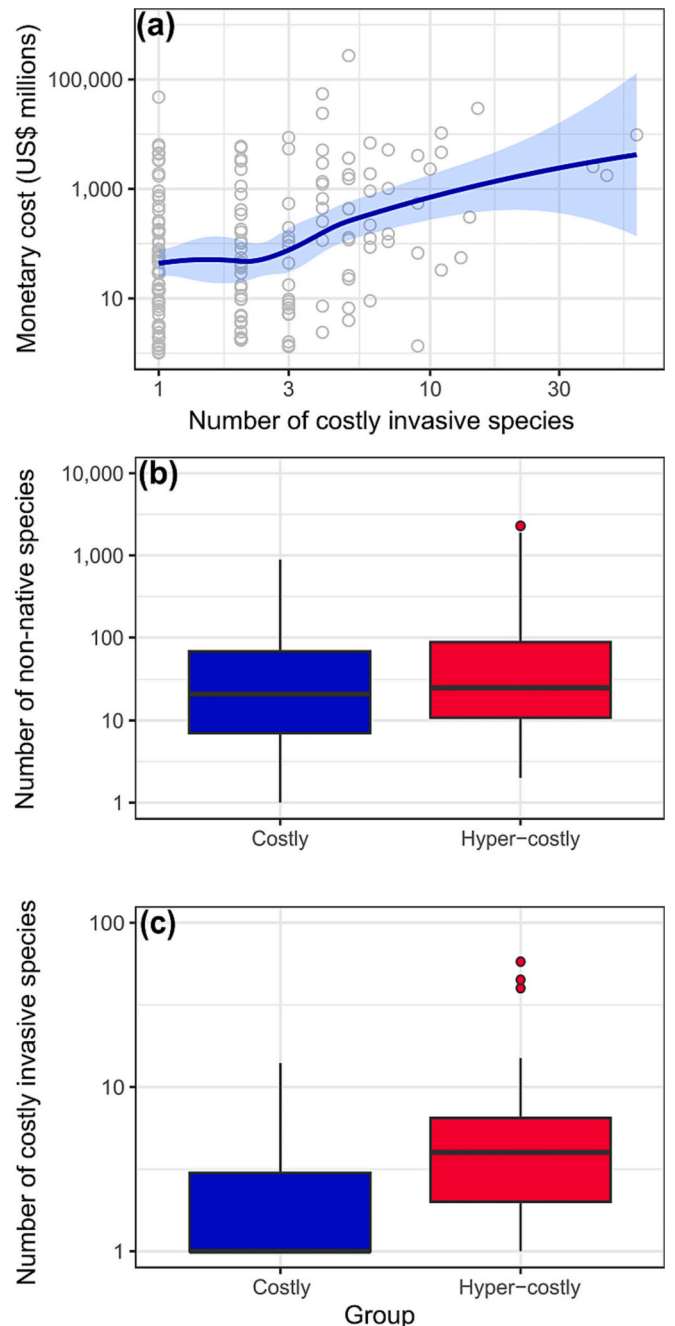 (a)
Monetary cost (US$ millions)
100,000
1,000
10
1
3
10
30
Number of costly invasive species
(b)
Number of non-native species
10,000
1,000
100
10
1
Costly
Hyper−costly
(c)
Number of costly invasive species
100
10
1
Costly
Hyper−costly
Group